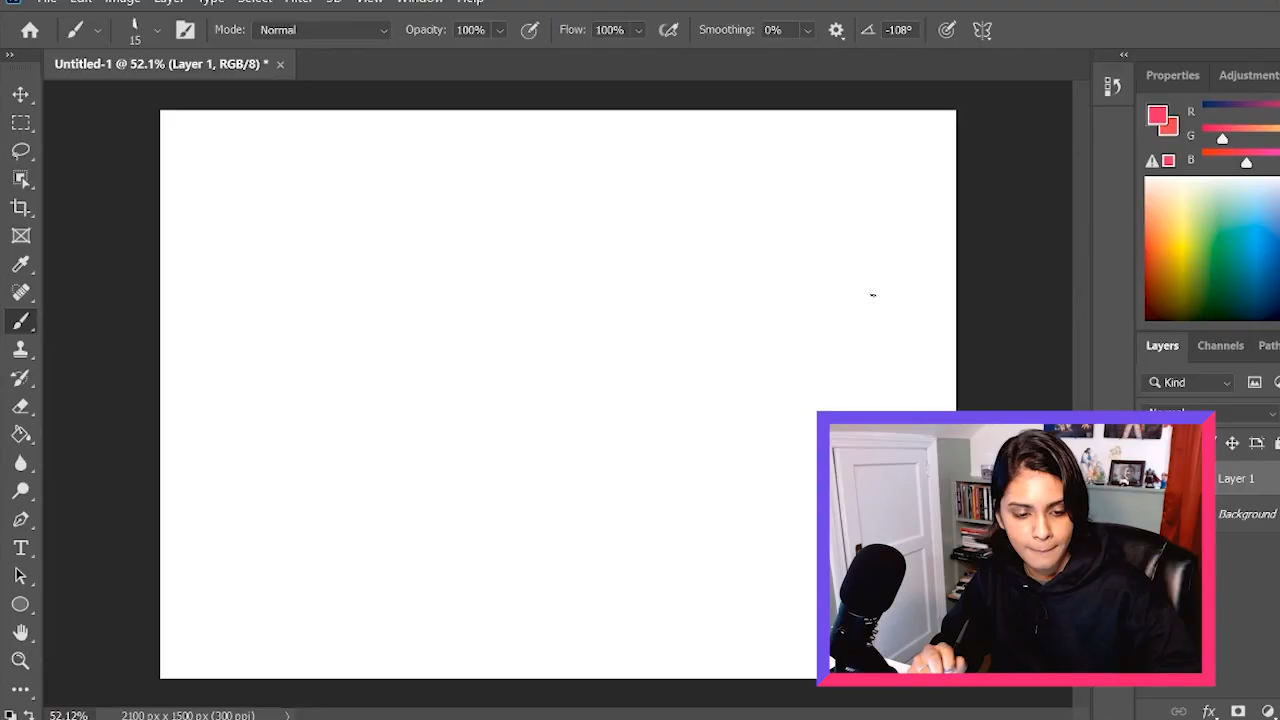 File Edit Image Layer Type Select Filter 3D View Window Help
15 Mode: Normal Opacity: 100% Flow: 100% Smoothing: 0% -108°
Untitled-1 @ 52.1% (Layer 1, RGB/8) *
Properties Adjustments
R
G
B
Layers Channels Path
Kind
Normal
Layer 1
Background
fx
52.12% 2100 px x 1500 px (300 ppi)